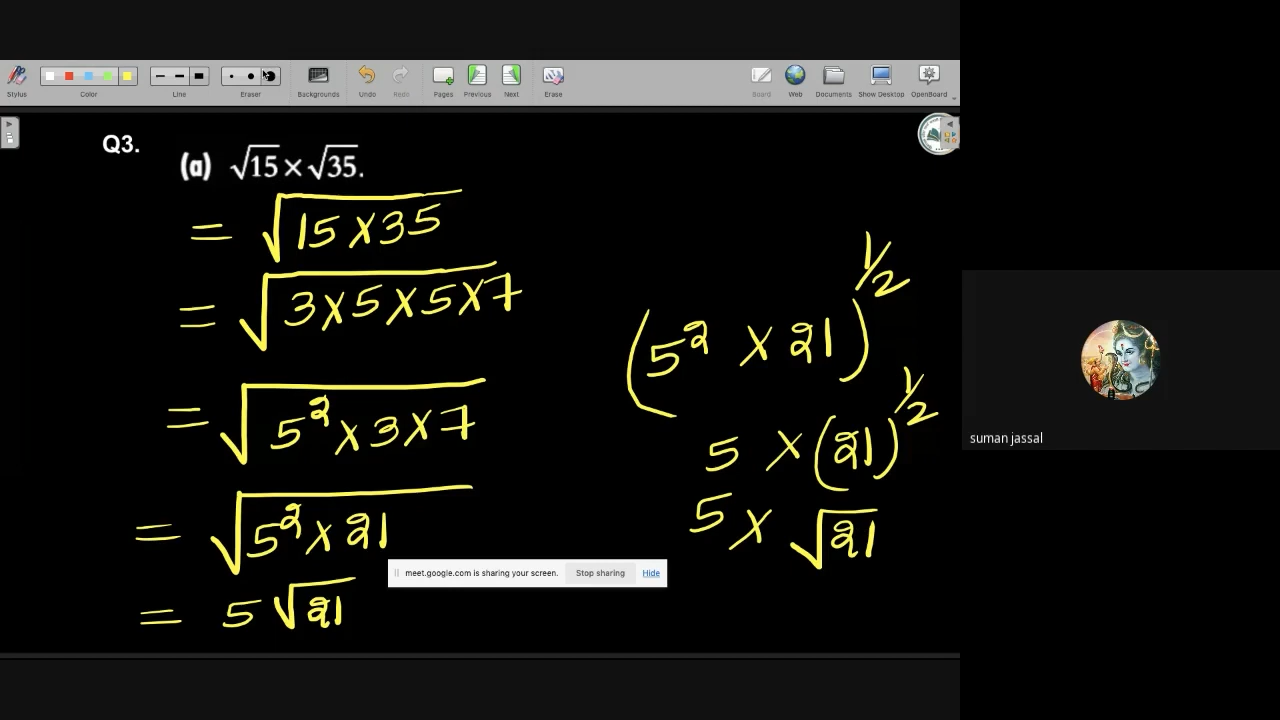 Stylus Color Line Eraser Backgrounds Undo Redo Pages Previous Next Erase Board Web Documents Show Desktop OpenBoard
Q3.
(a) √15 × √35.
= √(15 × 35)
= √(3 × 5 × 5 × 7)
= √(5² × 3 × 7)
= √(5² × 21)
= 5 √21
(5² × 21)^1/2
5 × (21)^1/2
5 × √21
meet.google.com is sharing your screen. Stop sharing Hide
suman jassal